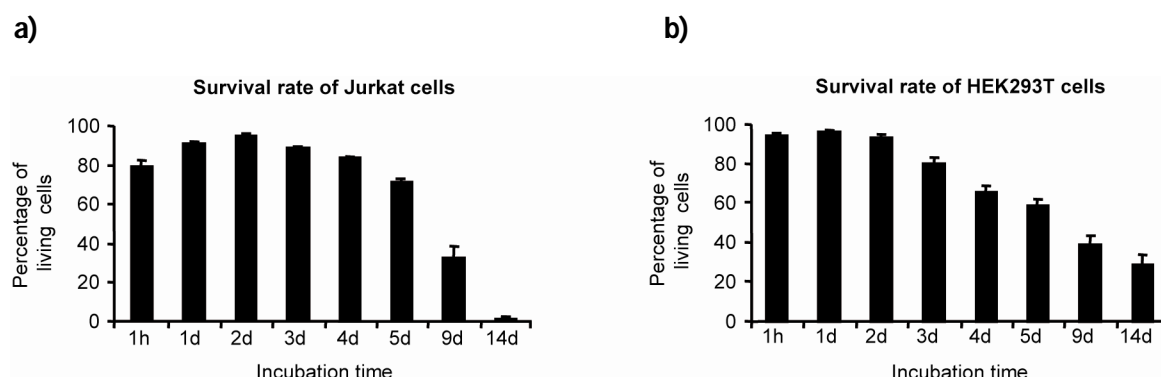 a)
Survival rate of Jurkat cells
Percentage of
living cells
100
80
60
40
20
0
1h 1d 2d 3d 4d 5d 9d 14d
Incubation time
b)
Survival rate of HEK293T cells
Percentage of
living cells
100
80
60
40
20
0
1h 1d 2d 3d 4d 5d 9d 14d
Incubation time